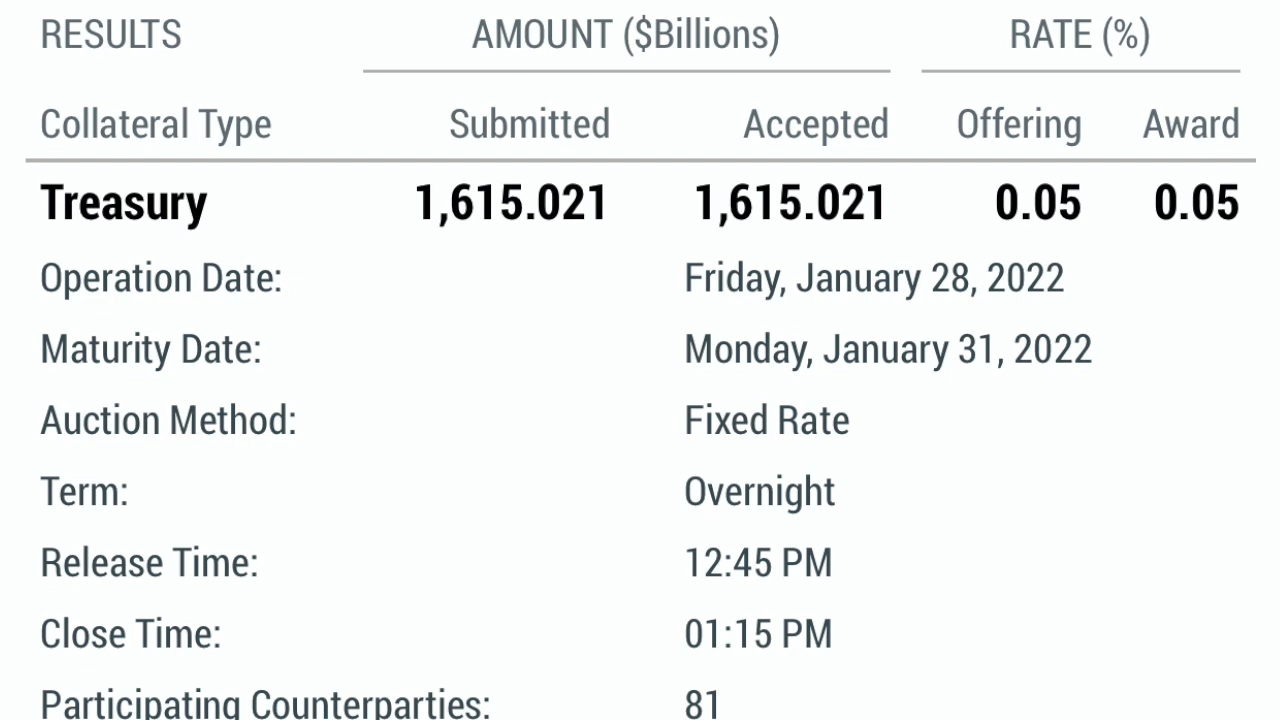 RESULTS AMOUNT ($Billions) RATE (%)
Collateral Type Submitted Accepted Offering Award
Treasury 1,615.021 1,615.021 0.05 0.05
Operation Date: Friday, January 28, 2022
Maturity Date: Monday, January 31, 2022
Auction Method: Fixed Rate
Term: Overnight
Release Time: 12:45 PM
Close Time: 01:15 PM
Participating Counterparties: 81